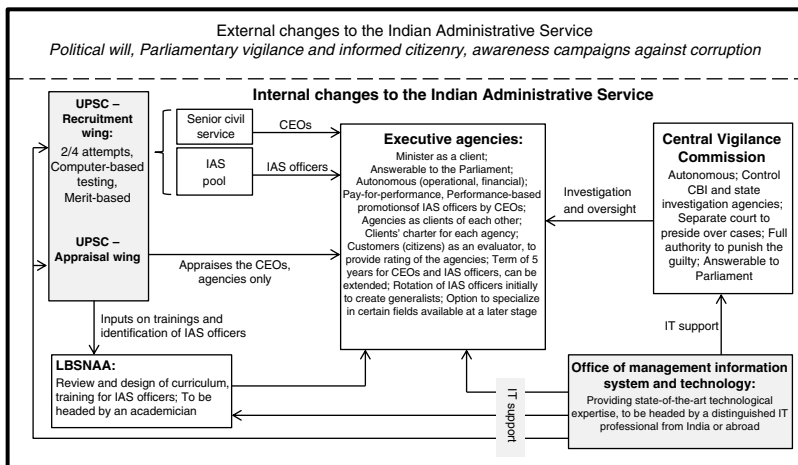 External changes to the Indian Administrative Service
Political will, Parliamentary vigilance and informed citizenry, awareness campaigns against corruption
Internal changes to the Indian Administrative Service
UPSC –
Recruitment
wing:
2/4 attempts,
Computer-based
testing,
Merit-based
UPSC –
Appraisal wing
Senior civil
service
IAS
pool
CEOs
IAS officers
Appraises the CEOs,
agencies only
Inputs on trainings and
identification of IAS officers
Executive agencies:
Minister as a client;
Answerable to the Parliament;
Autonomous (operational, financial);
Pay-for-performance, Performance-based
promotionsof IAS officers by CEOs;
Agencies as clients of each other;
Clients' charter for each agency;
Customers (citizens) as an evaluator, to
provide rating of the agencies; Term of 5
years for CEOs and IAS officers, can be
extended; Rotation of IAS officers initially
to create generalists; Option to specialize
in certain fields available at a later stage
Investigation
and oversight
Central Vigilance
Commission
Autonomous; Control
CBI and state
investigation agencies;
Separate court to
preside over cases; Full
authority to punish the
guilty; Answerable to
Parliament
IT support
LBSNAA:
Review and design of curriculum,
training for IAS officers; To be
headed by an academician
IT
support
Office of management information
system and technology:
Providing state-of-the-art technological
expertise, to be headed by a distinguished IT
professional from India or abroad